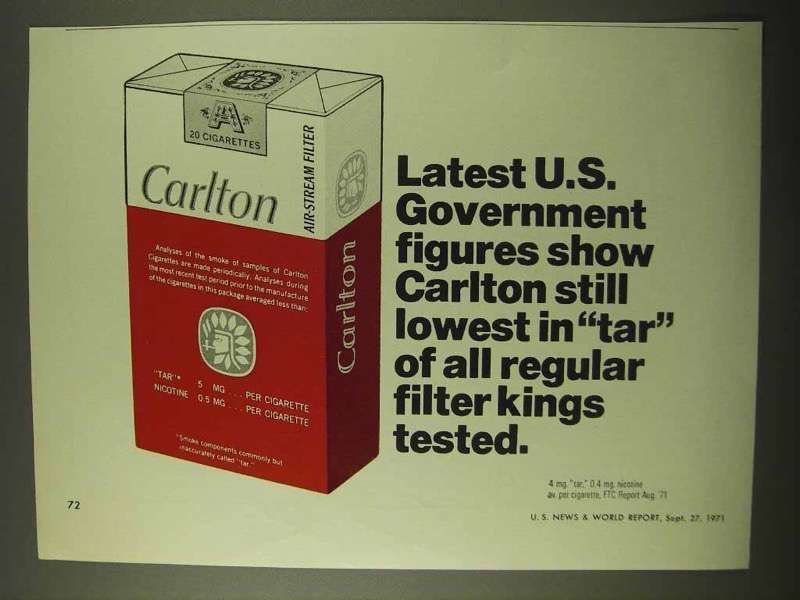 A
20 CIGARETTES
Carlton
AIR-STREAM FILTER
Analyses of the smoke of samples of Carlton
Cigarettes are made periodically. Analyses during
the most recent test period prior to the manufacture
of the cigarettes in this package averaged less than:
"TAR"* 5 MG . . . PER CIGARETTE
NICOTINE 0.5 MG . . . PER CIGARETTE
*Smoke components commonly but
inaccurately called "tar."
Carlton
Latest U.S.
Government
figures show
Carlton still
lowest in "tar"
of all regular
filter kings
tested.
4 mg. "tar," 0.4 mg. nicotine
av. per cigarette, FTC Report Aug. '71
72
U. S. NEWS & WORLD REPORT, Sept. 27, 1971